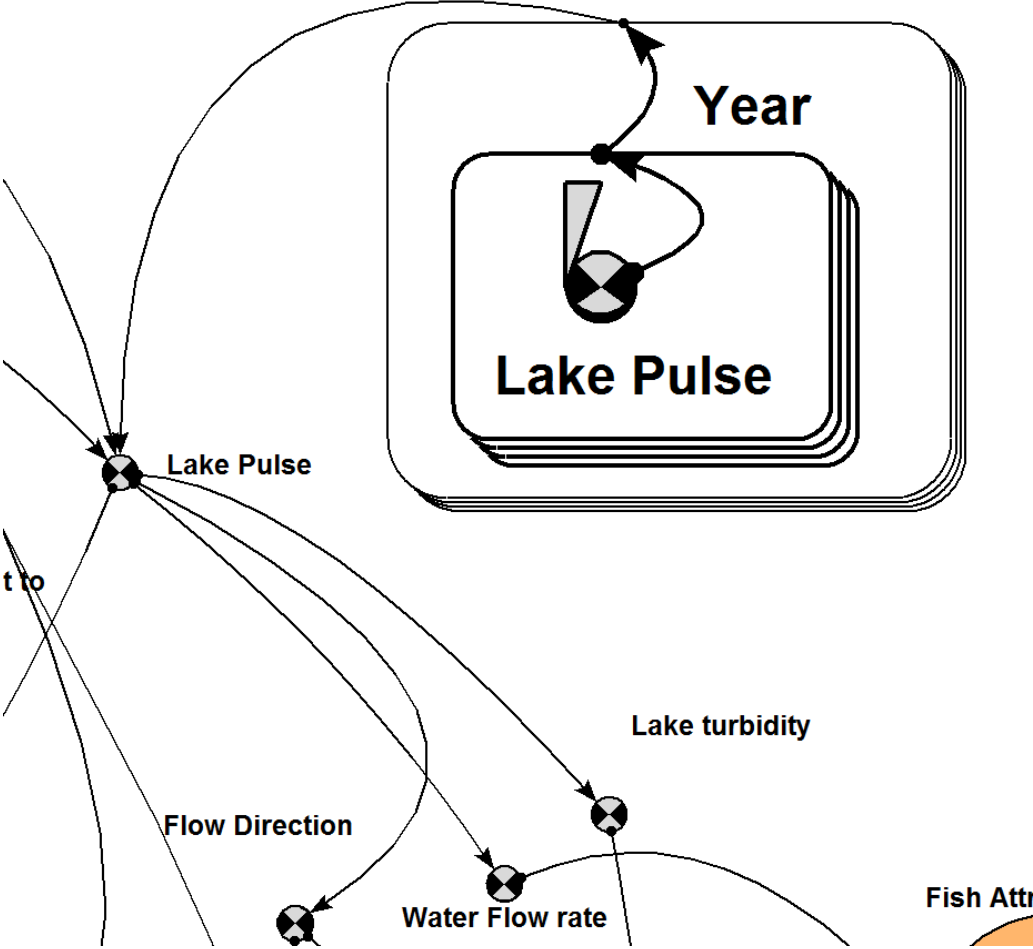 Year
Lake Pulse
Lake Pulse
t to
Lake turbidity
Flow Direction
Water Flow rate
Fish Attr